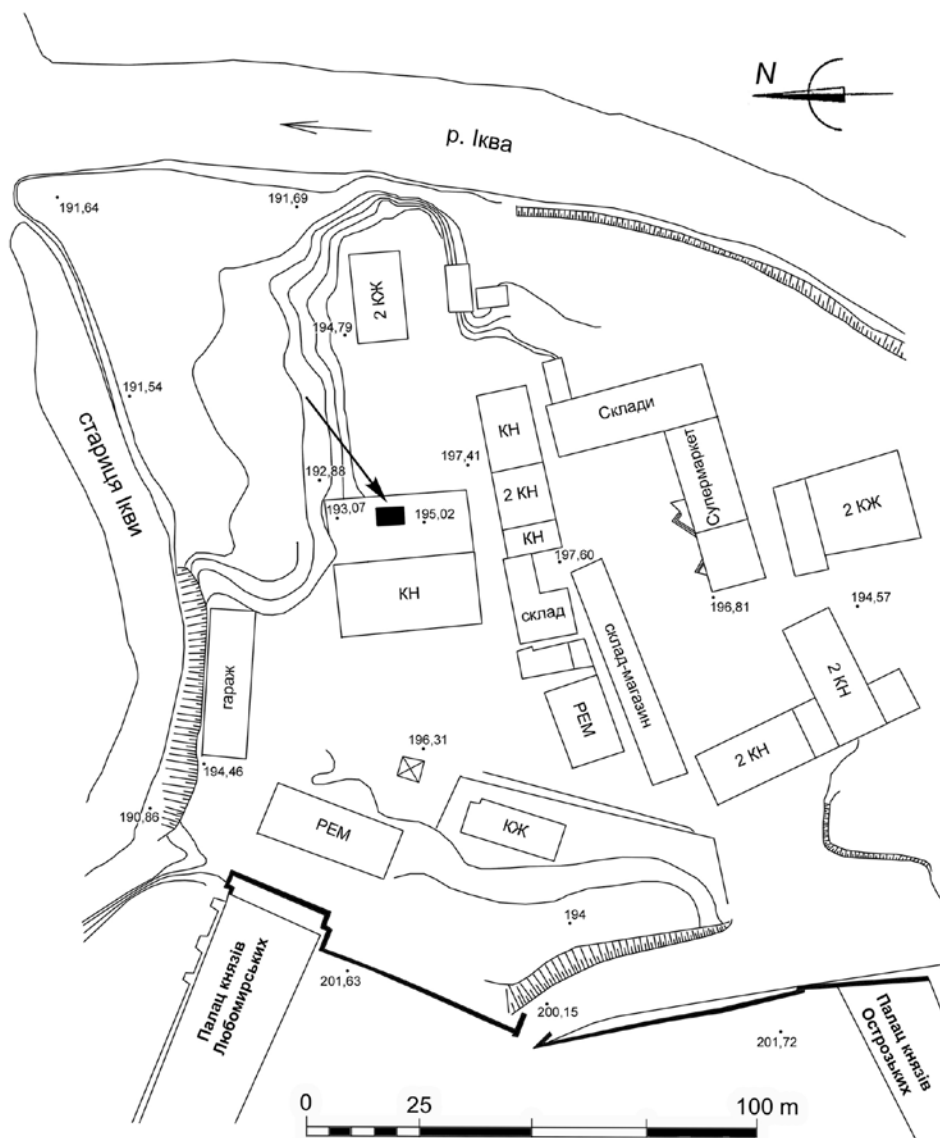 N
р. Іква
191,64
191,69
2 КЖ
194,79
191,54
стариця Ікви
Склади
КН
197,41
Супермаркет
192,88
2 КН
2 КЖ
193,07
195,02
КН
197,60
КН
склад
196,81
194,57
склад-магазин
2 КН
гараж
РЕМ
196,31
2 КН
194,46
190,86
РЕМ
КЖ
194
Палац князів
Любомирських
201,63
200,15
Палац князів
Острозьких
201,72
0
25
100 m